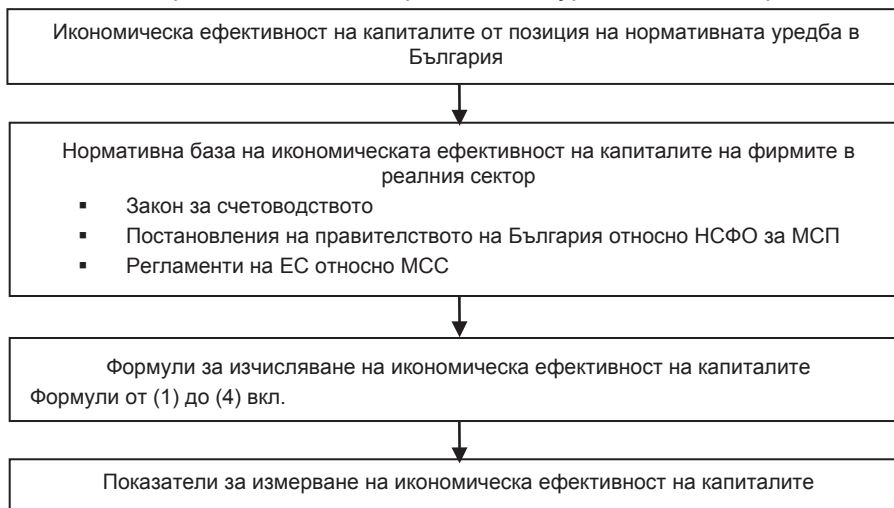 Икономическа ефективност на капиталите от позиция на нормативната уредба в
България
Нормативна база на икономическата ефективност на капиталите на фирмите в
реалния сектор
▪ Закон за счетоводството
▪ Постановления на правителството на България относно НСФО за МСП
▪ Регламенти на ЕС относно МСС
Формули за изчисляване на икономическа ефективност на капиталите
Формули от (1) до (4) вкл.
Показатели за измерване на икономическа ефективност на капиталите